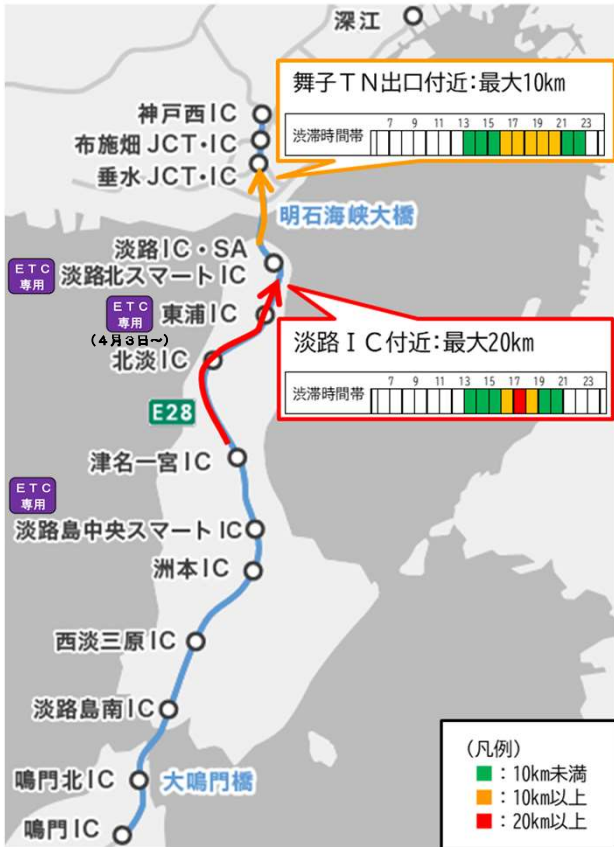 深江
舞子TN出口付近:最大10km
7 9 11 13 15 17 19 21 23
渋滞時間帯
神戸西IC
布施畑JCT・IC
垂水JCT・IC
明石海峡大橋
淡路IC・SA
ETC
専用
淡路北スマートIC
ETC
専用
(4月3日~)
東浦IC
淡路IC付近:最大20km
7 9 11 13 15 17 19 21 23
渋滞時間帯
北淡IC
E28
津名一宮IC
ETC
専用
淡路島中央スマートIC
洲本IC
西淡三原IC
淡路島南IC
鳴門北IC
大鳴門橋
鳴門IC
(凡例)
:10km未満
:10km以上
:20km以上